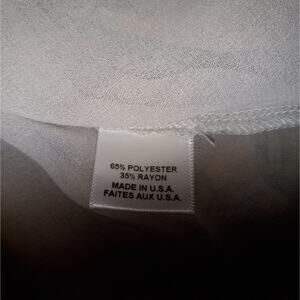 65% POLYESTER
35% RAYON
MADE IN U.S.A.
FAITES AUX U.S.A.